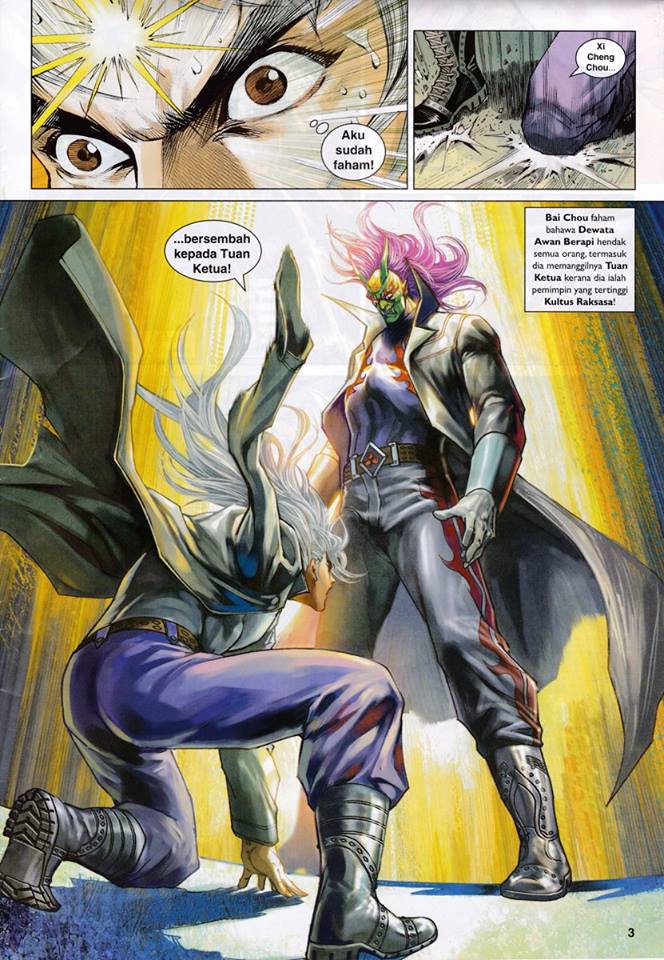 Aku
sudah
faham!
Xi
Cheng
Chou...
...bersembah
kepada Tuan
Ketua!
Bai Chou faham
bahawa Dewata
Awan Berapi hendak
semua orang, termasuk
dia memanggilnya Tuan
Ketua kerana dia ialah
pemimpin yang tertinggi
Kultus Raksasa!
3